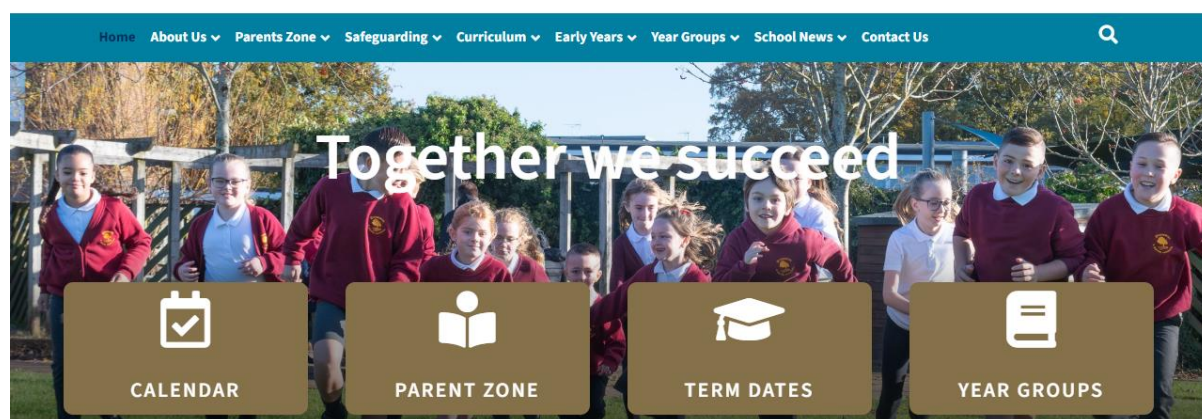 Home About Us Parents Zone Safeguarding Curriculum Early Years Year Groups School News Contact Us
Together we succeed
CALENDAR PARENT ZONE TERM DATES YEAR GROUPS